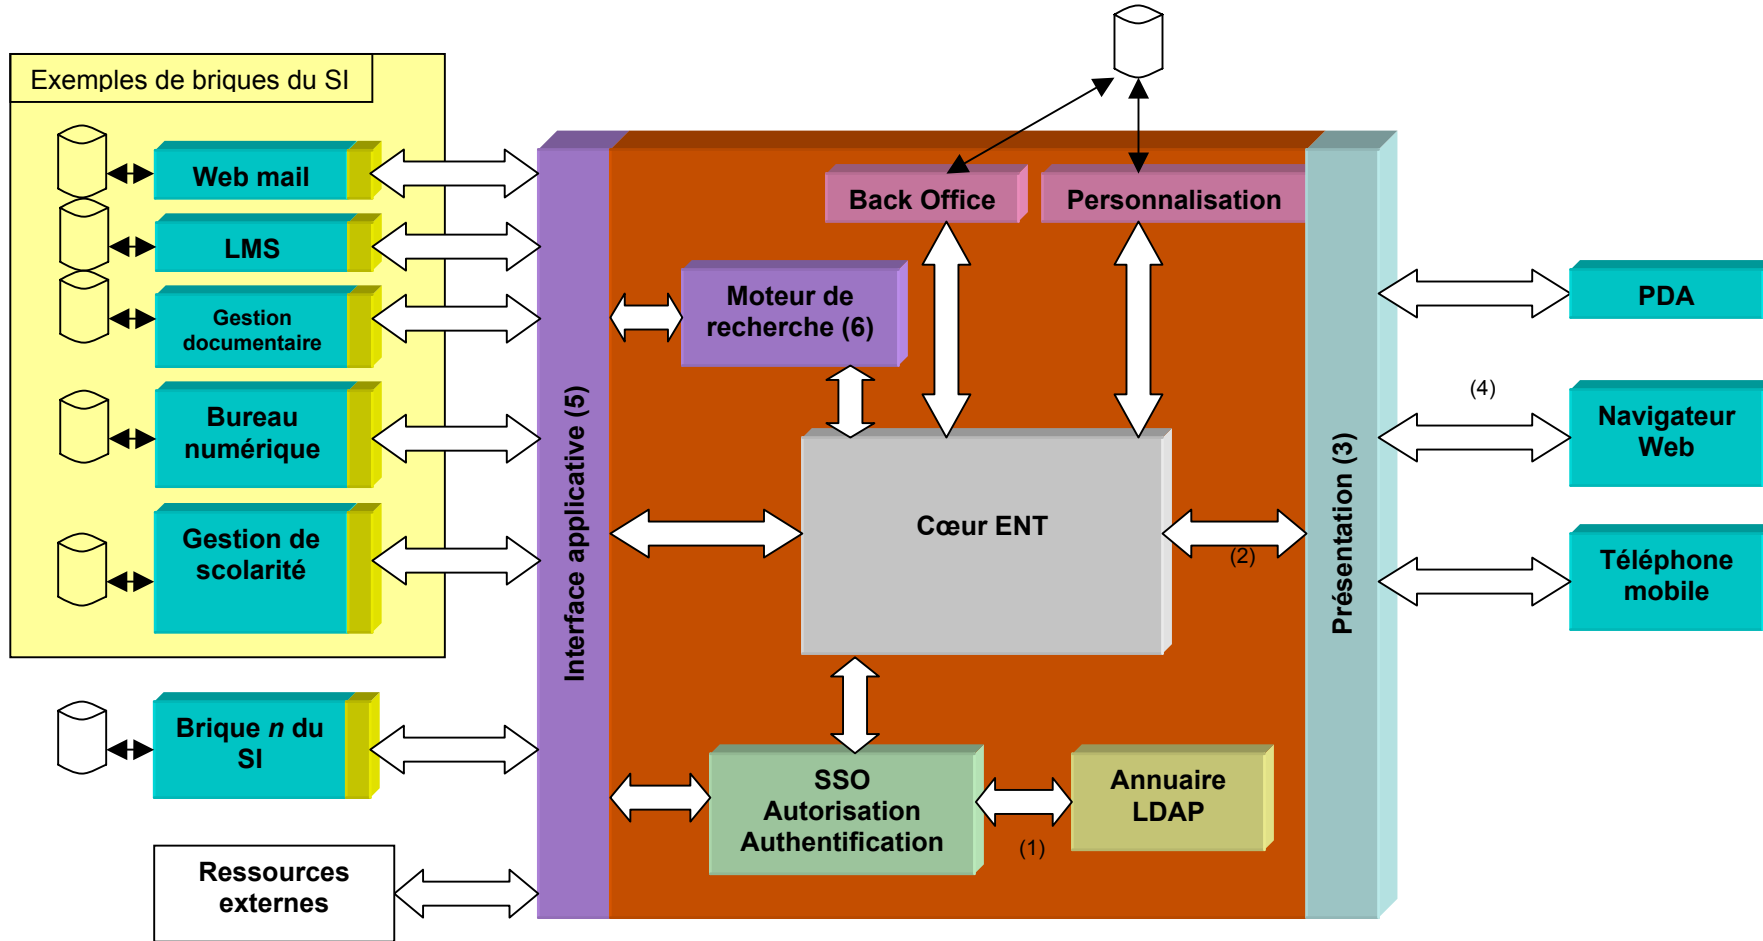 Exemples de briques du SI
Web mail
LMS
Gestion
documentaire
Bureau
numérique
Gestion de
scolarité
Brique n du
SI
Ressources
externes
Interface applicative (5)
Back Office
Personnalisation
Moteur de
recherche (6)
Cœur ENT
(2)
SSO
Autorisation
Authentification
(1)
Annuaire
LDAP
Présentation (3)
(4)
PDA
Navigateur
Web
Téléphone
mobile